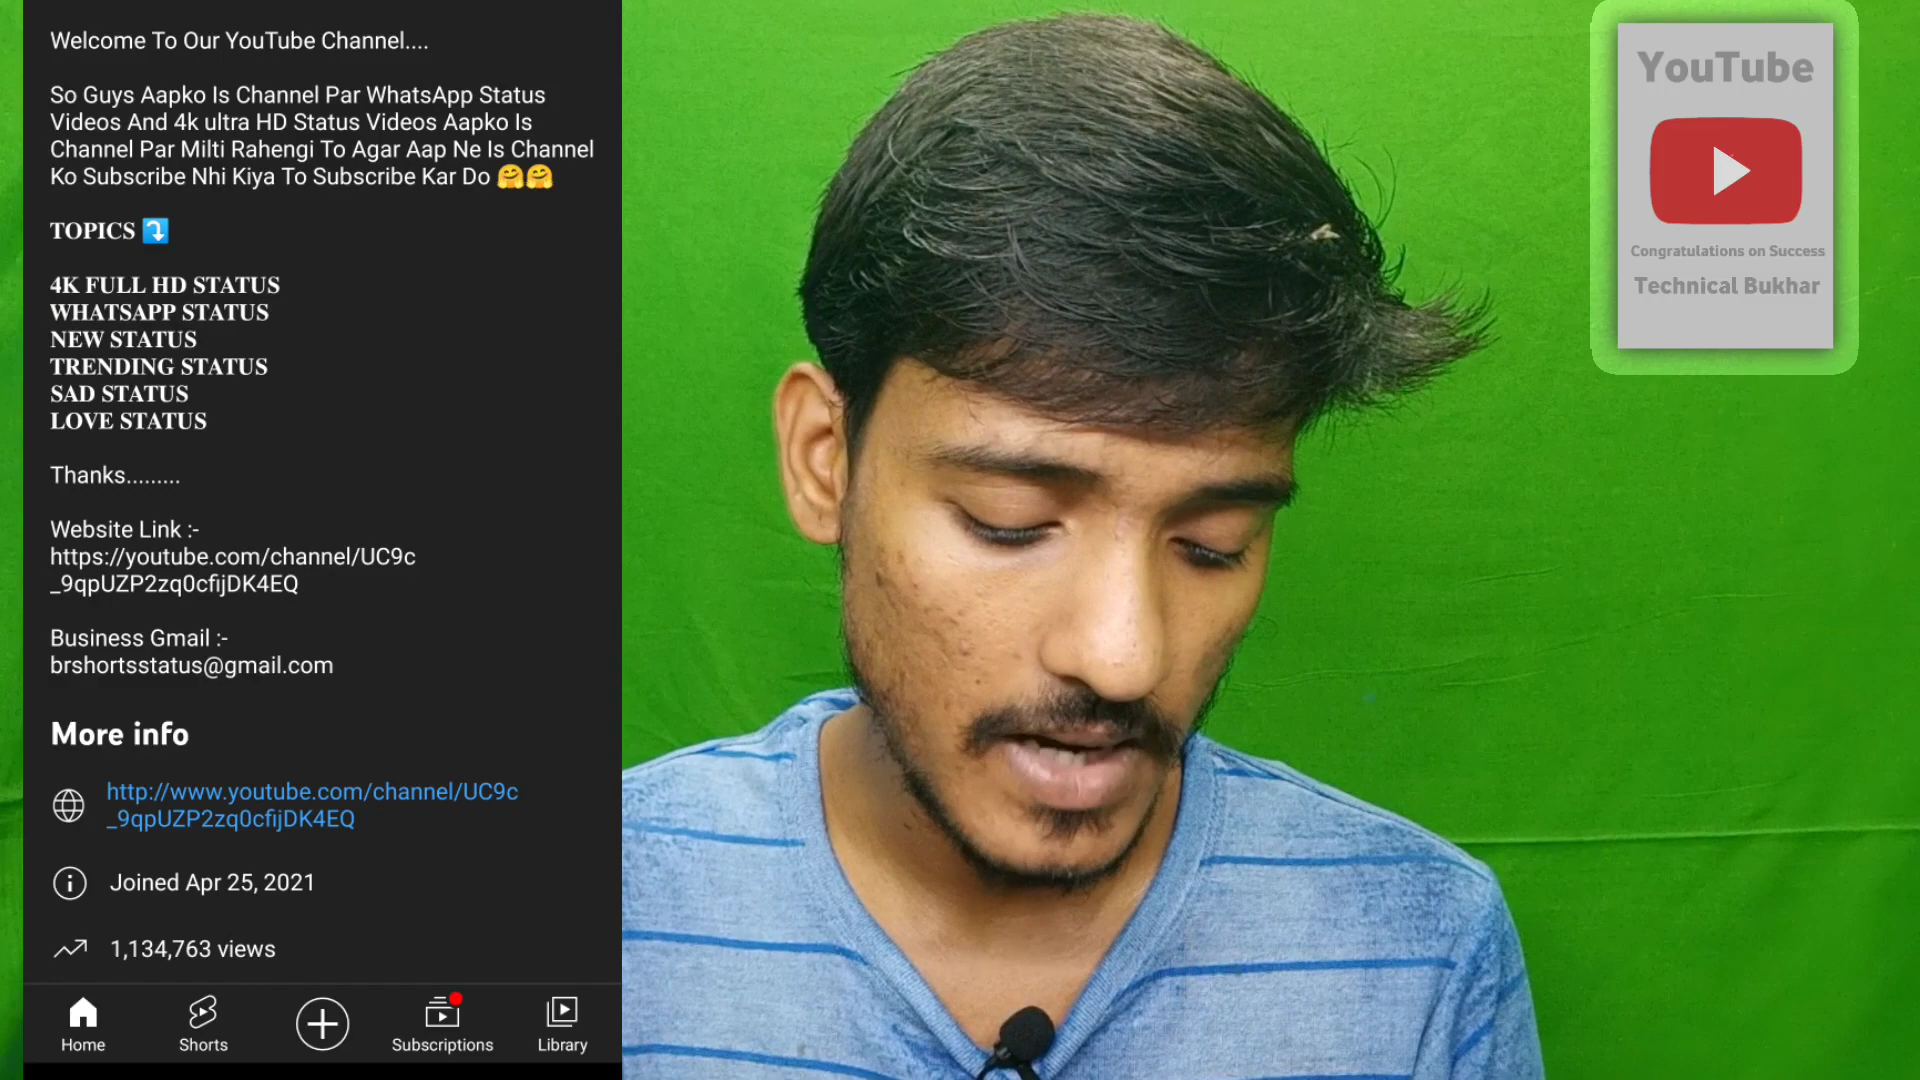 Welcome To Our YouTube Channel....
So Guys Aapko Is Channel Par WhatsApp Status
Videos And 4k ultra HD Status Videos Aapko Is
Channel Par Milti Rahengi To Agar Aap Ne Is Channel
Ko Subscribe Nhi Kiya To Subscribe Kar Do 🤗🤗
TOPICS ⤵️
4K FULL HD STATUS
WHATSAPP STATUS
NEW STATUS
TRENDING STATUS
SAD STATUS
LOVE STATUS
Thanks.........
Website Link :-
https://youtube.com/channel/UC9c
_9qpUZP2zq0cfijDK4EQ
Business Gmail :-
brshortsstatus@gmail.com
More info
http://www.youtube.com/channel/UC9c
_9qpUZP2zq0cfijDK4EQ
Joined Apr 25, 2021
1,134,763 views
Home
Shorts
Subscriptions
Library
YouTube
Congratulations on Success
Technical Bukhar